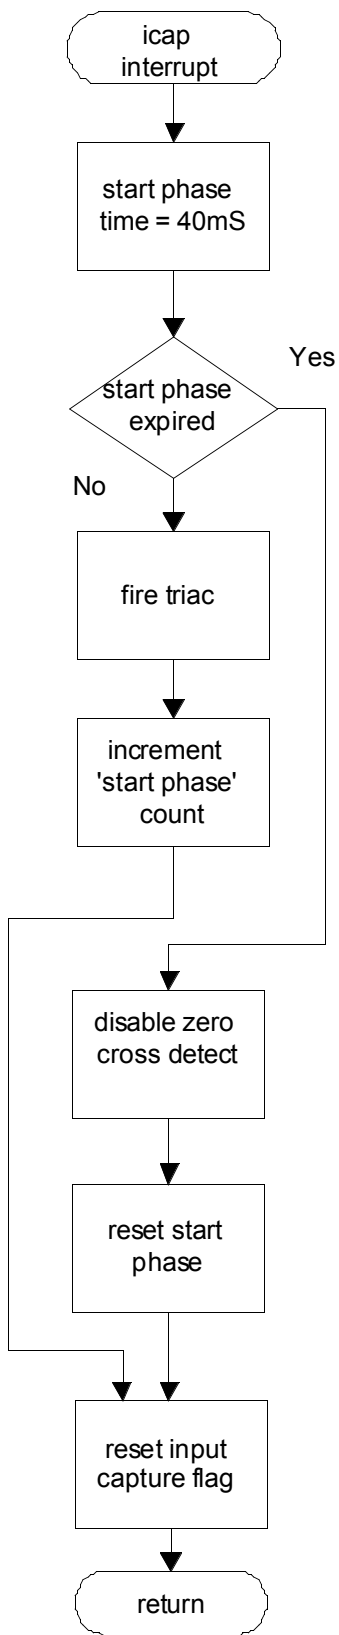 icap
interrupt
start phase
time = 40mS
Yes
start phase
expired
No
fire triac
increment
'start phase'
count
disable zero
cross detect
reset start
phase
reset input
capture flag
return